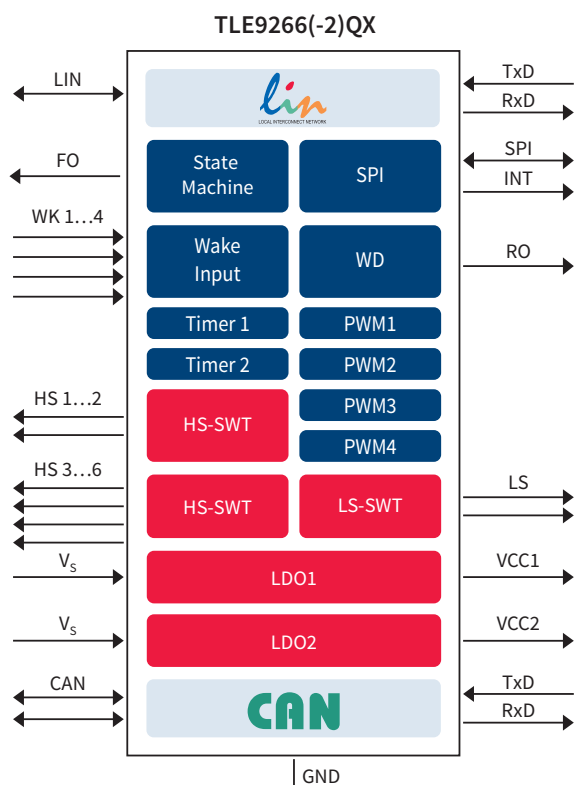 TLE9266(-2)QX
LIN
lin
LOCAL INTERCONNECT NETWORK
TxD
RxD
FO
State
Machine
SPI
SPI
INT
WK 1...4
Wake
Input
WD
RO
Timer 1
PWM1
Timer 2
PWM2
HS 1...2
HS-SWT
PWM3
PWM4
HS 3...6
HS-SWT
LS-SWT
LS
VS
LDO1
VCC1
VS
LDO2
VCC2
CAN
CAN
TxD
RxD
GND